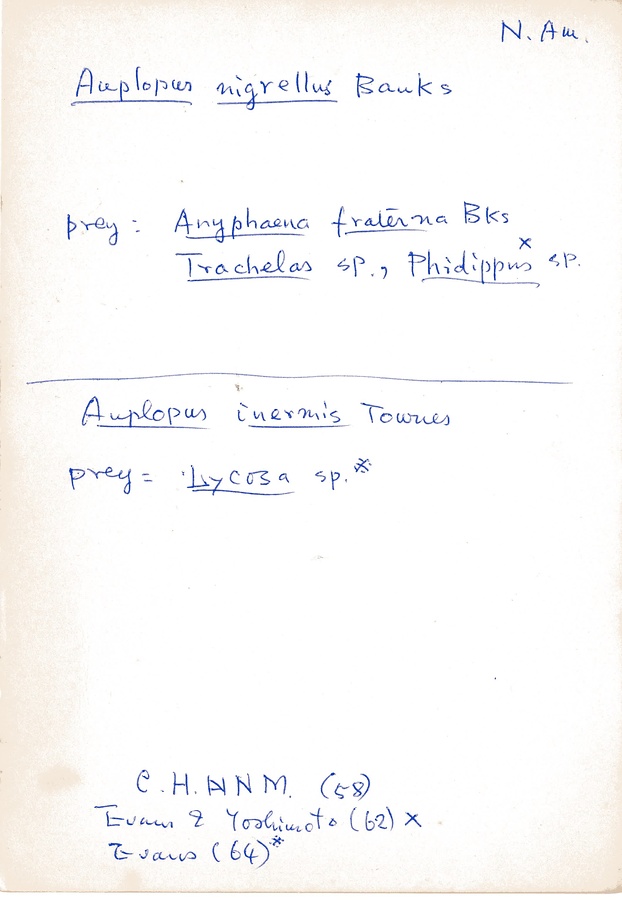 N. Am.
Auplopus nigrellus Banks
prey : Anyphaena fraterna Bks
x
Trachelas sp., Phidippus sp.
Auplopus inermis Townes
prey = Lycosa sp.*
C.H.ANNM. (58)
Evans & Yoshimoto (62) x
Evans (64)*